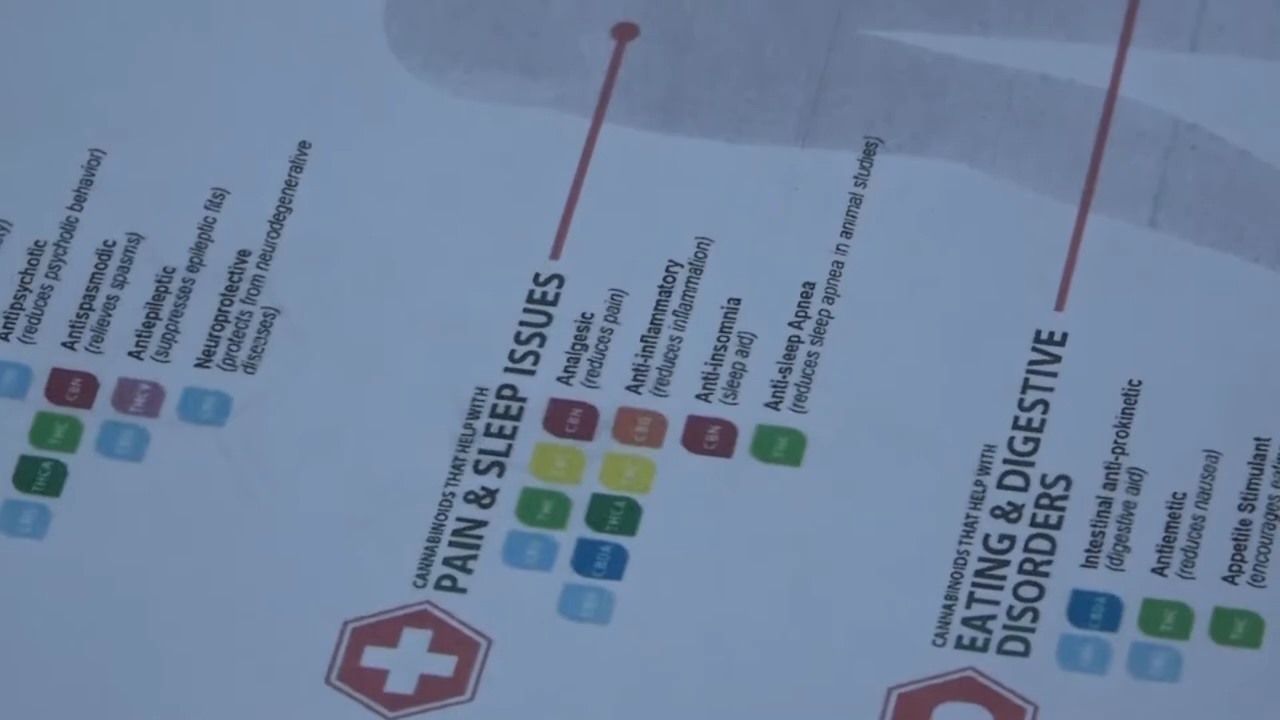 Antipsychotic
(reduces psychotic behavior)
CBN
Antispasmodic
THC
(relieves spasms)
THCA
THCV
Antiepileptic
(suppresses epileptic fits)
Neuroprotective
(protects from neurodegenerative
diseases)
CANNABINOIDS THAT HELP WITH
PAIN & SLEEP ISSUES
THC
CBN
Analgesic
(reduces pain)
CBDA
THCA
CBG
Anti-inflammatory
(reduces inflammation)
CBN
Anti-insomnia
(sleep aid)
THC
Anti-sleep Apnea
(reduces sleep apnea in animal studies)
CANNABINOIDS THAT HELP WITH
EATING & DIGESTIVE
DISORDERS
CBDA
Intestinal anti-prokinetic
(digestive aid)
THC
Antiemetic
(reduces nausea)
THC
Appetite Stimulant
(encourages